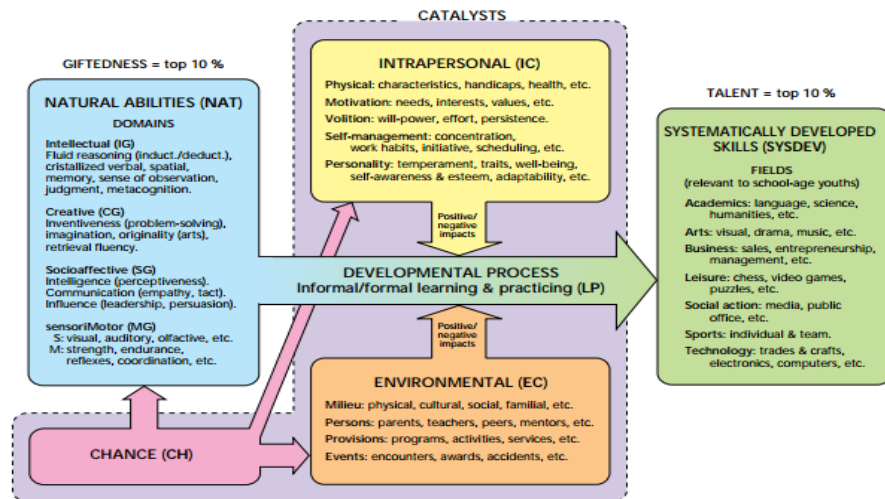 CATALYSTS
GIFTEDNESS = top 10 %
NATURAL ABILITIES (NAT)
DOMAINS
Intellectual (IG)
Fluid reasoning (induct./deduct.),
cristallized verbal, spatial,
memory, sense of observation,
judgment, metacognition.
Creative (CG)
Inventiveness (problem-solving),
imagination, originality (arts),
retrieval fluency.
Socioaffective (SG)
Intelligence (perceptiveness).
Communication (empathy, tact).
Influence (leadership, persuasion).
sensoriMotor (MG)
S: visual, auditory, olfactive, etc.
M: strength, endurance,
reflexes, coordination, etc.
INTRAPERSONAL (IC)
Physical: characteristics, handicaps, health, etc.
Motivation: needs, interests, values, etc.
Volition: will-power, effort, persistence.
Self-management: concentration,
work habits, initiative, scheduling, etc.
Personality: temperament, traits, well-being,
self-awareness & esteem, adaptability, etc.
Positive/
negative
impacts
DEVELOPMENTAL PROCESS
Informal/formal learning & practicing (LP)
Positive/
negative
impacts
ENVIRONMENTAL (EC)
Milieu: physical, cultural, social, familial, etc.
Persons: parents, teachers, peers, mentors, etc.
Provisions: programs, activities, services, etc.
Events: encounters, awards, accidents, etc.
CHANCE (CH)
TALENT = top 10 %
SYSTEMATICALLY DEVELOPED
SKILLS (SYSDEV)
FIELDS
(relevant to school-age youths)
Academics: language, science,
humanities, etc.
Arts: visual, drama, music, etc.
Business: sales, entrepreneurship,
management, etc.
Leisure: chess, video games,
puzzles, etc.
Social action: media, public
office, etc.
Sports: individual & team.
Technology: trades & crafts,
electronics, computers, etc.